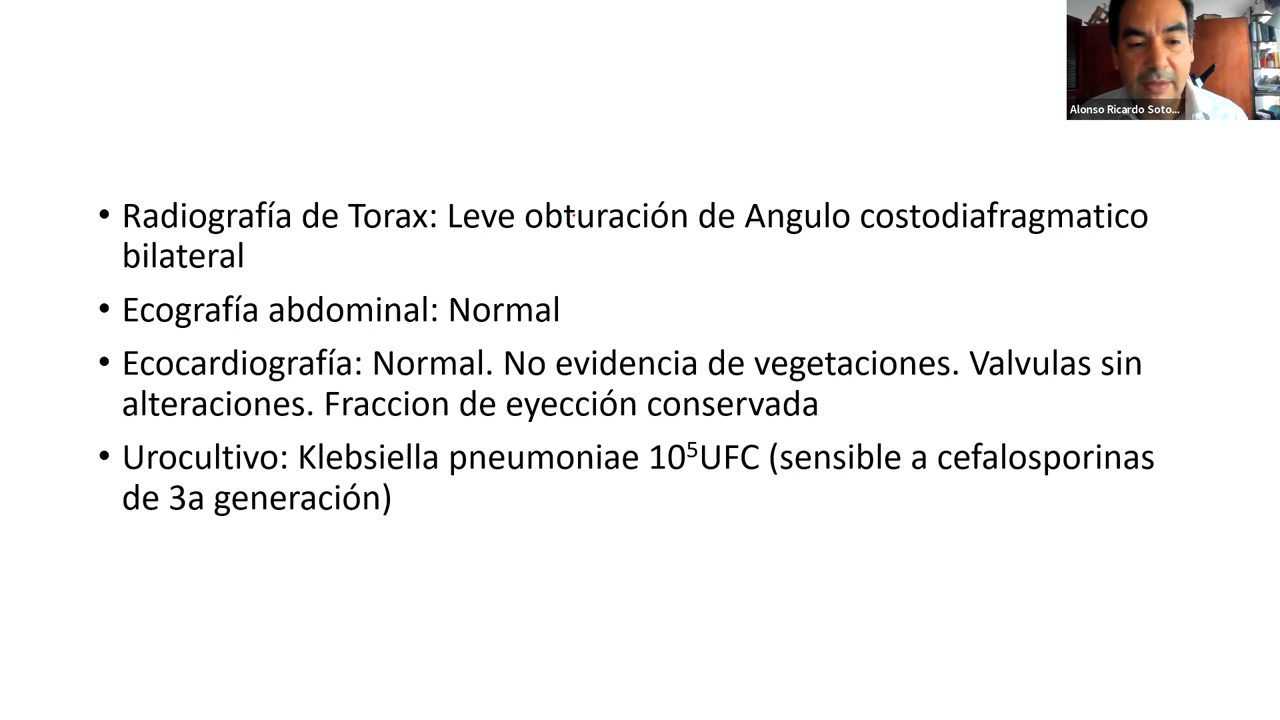 Alonso Ricardo Soto...
• Radiografía de Torax: Leve obturación de Angulo costodiafragmatico
bilateral
• Ecografía abdominal: Normal
• Ecocardiografía: Normal. No evidencia de vegetaciones. Valvulas sin
alteraciones. Fraccion de eyección conservada
• Urocultivo: Klebsiella pneumoniae 10⁵UFC (sensible a cefalosporinas
de 3a generación)